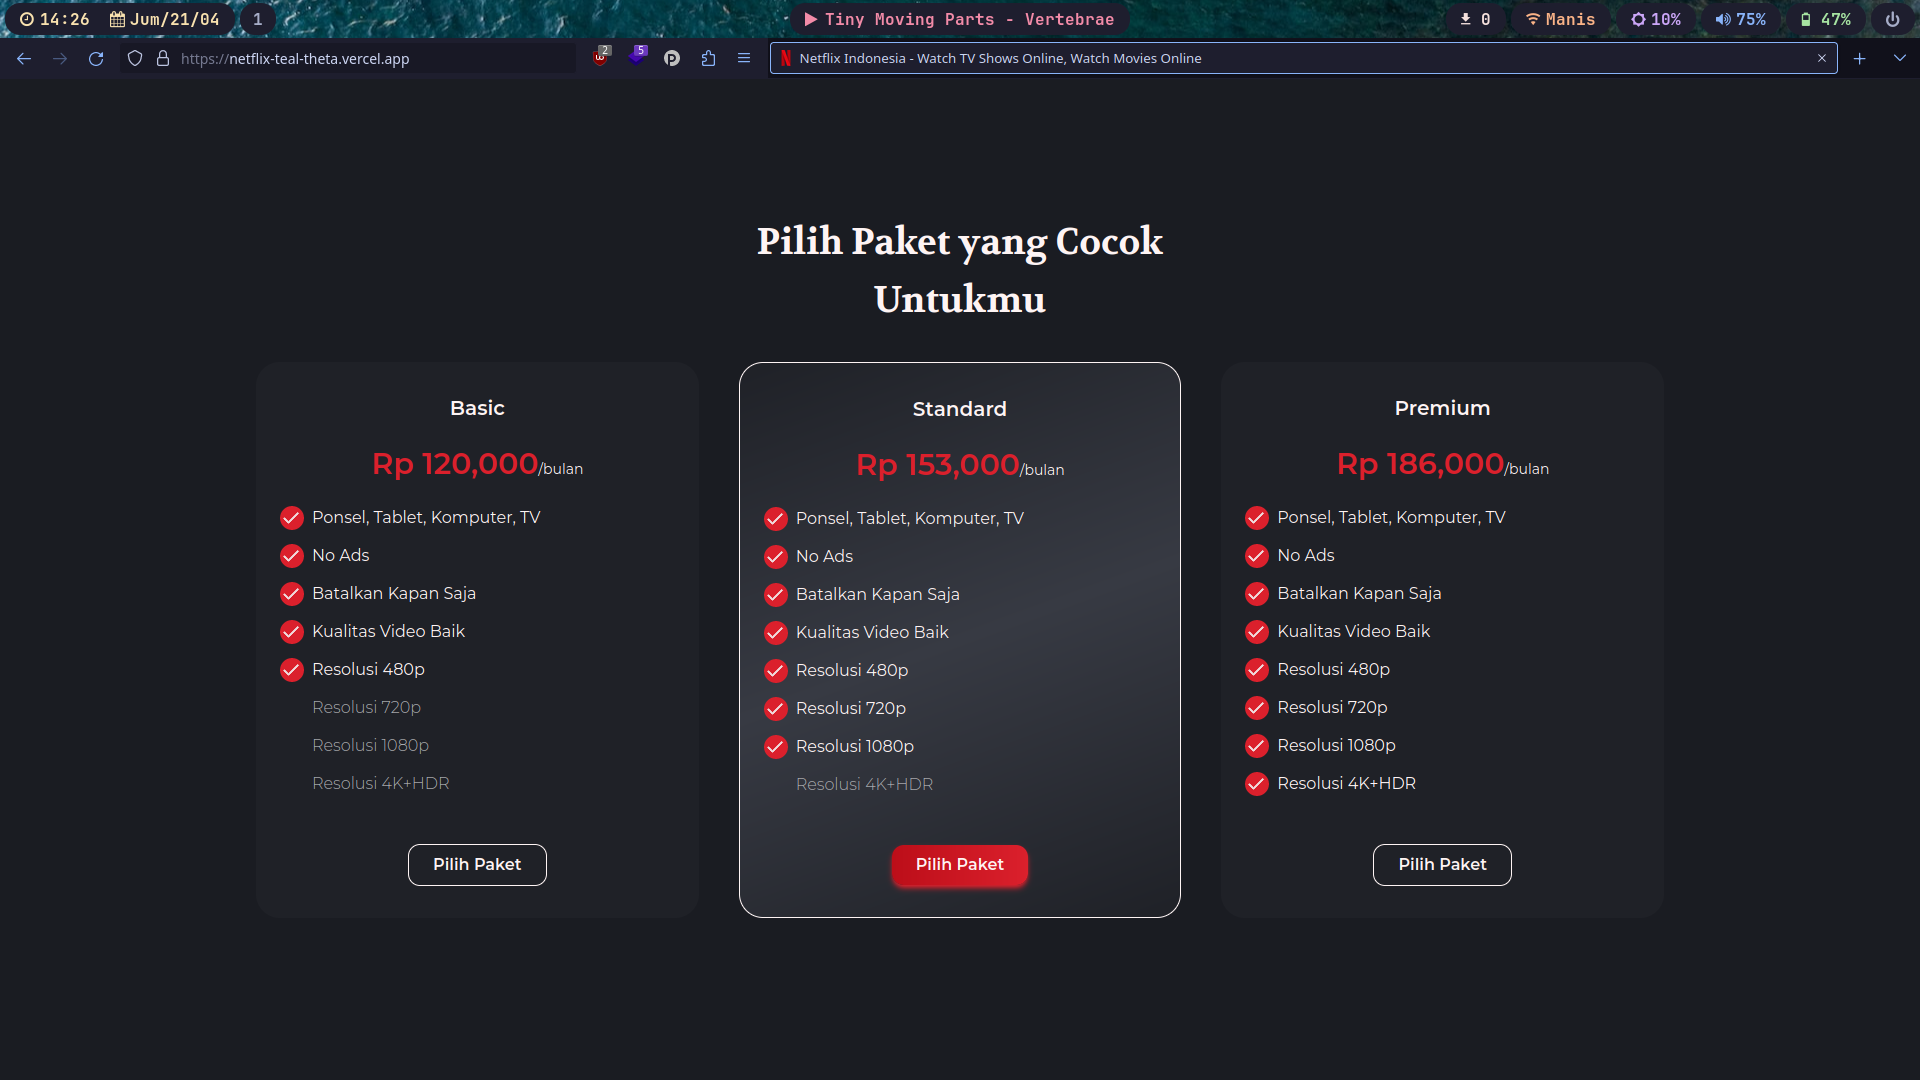 14:26 Jum/21/04 1 Tiny Moving Parts - Vertebrae 0 Manis 10% 75% 47%
https://netflix-teal-theta.vercel.app 2 5 Netflix Indonesia - Watch TV Shows Online, Watch Movies Online
Pilih Paket yang Cocok
Untukmu
Basic
Rp 120,000/bulan
Ponsel, Tablet, Komputer, TV
No Ads
Batalkan Kapan Saja
Kualitas Video Baik
Resolusi 480p
Resolusi 720p
Resolusi 1080p
Resolusi 4K+HDR
Pilih Paket
Standard
Rp 153,000/bulan
Ponsel, Tablet, Komputer, TV
No Ads
Batalkan Kapan Saja
Kualitas Video Baik
Resolusi 480p
Resolusi 720p
Resolusi 1080p
Resolusi 4K+HDR
Pilih Paket
Premium
Rp 186,000/bulan
Ponsel, Tablet, Komputer, TV
No Ads
Batalkan Kapan Saja
Kualitas Video Baik
Resolusi 480p
Resolusi 720p
Resolusi 1080p
Resolusi 4K+HDR
Pilih Paket